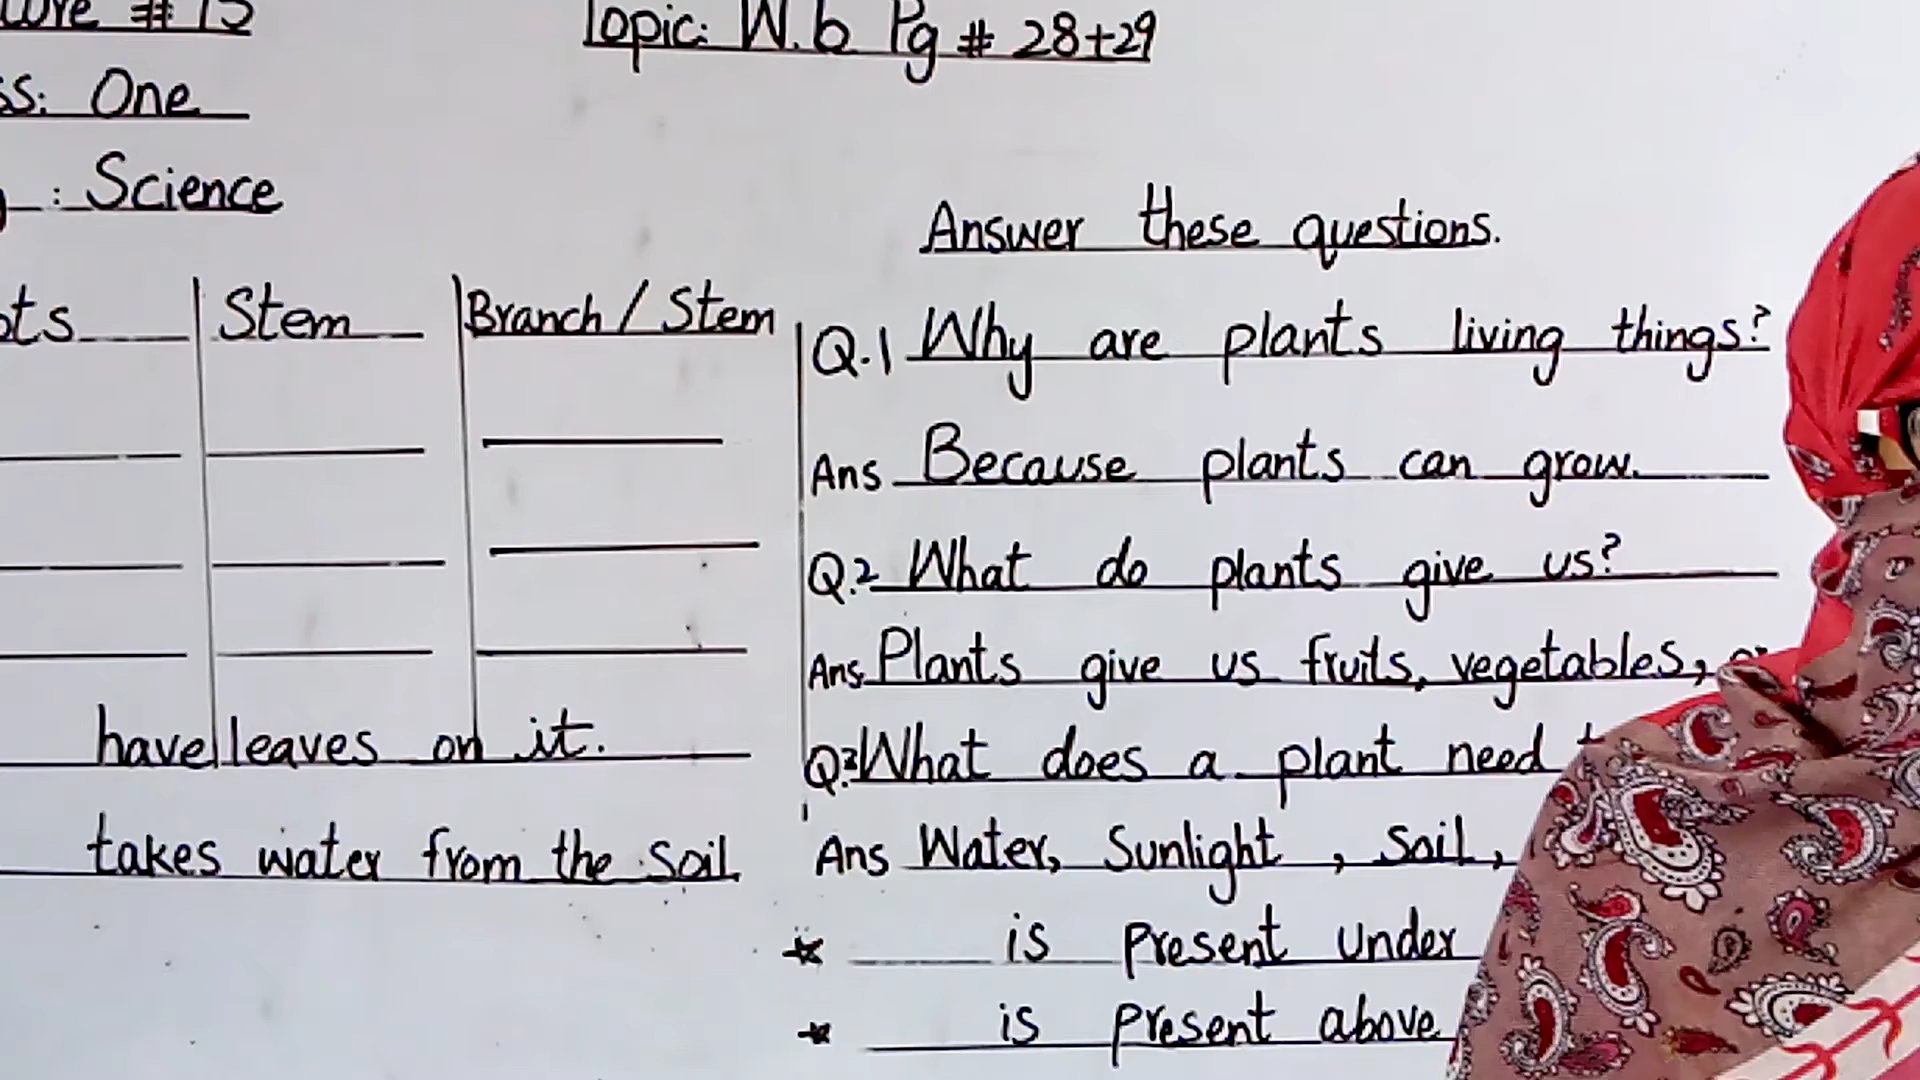 # 15
Topic: W.b Pg # 28+29
ss: One
: Science
Answer these questions.
ots
Stem
Branch / Stem
Q.1 Why are plants living things?
Ans Because plants can grow.
Q.2 What do plants give us?
Ans. Plants give us fruits, vegetables,
have leaves on it.
What does a plant need
takes water from the soil
Ans Water, Sunlight , Soil,
is present under
is present above